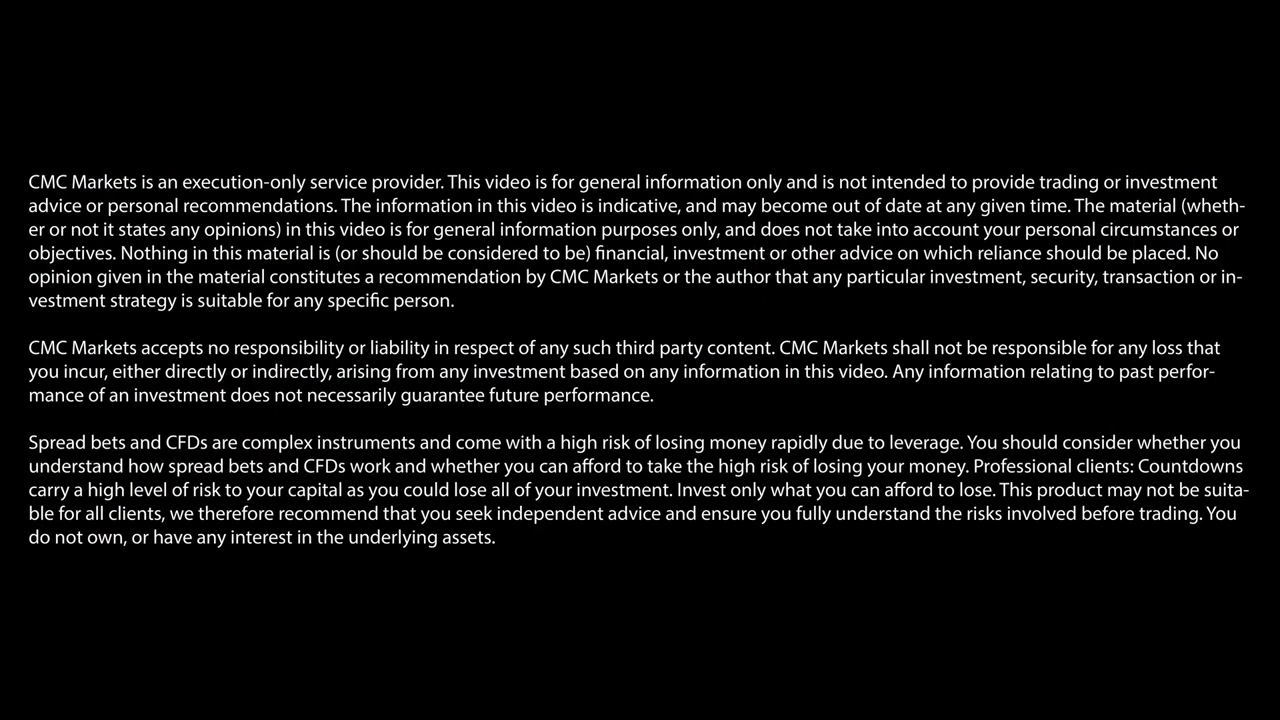 CMC Markets is an execution-only service provider. This video is for general information only and is not intended to provide trading or investment
advice or personal recommendations. The information in this video is indicative, and may become out of date at any given time. The material (wheth-
er or not it states any opinions) in this video is for general information purposes only, and does not take into account your personal circumstances or
objectives. Nothing in this material is (or should be considered to be) financial, investment or other advice on which reliance should be placed. No
opinion given in the material constitutes a recommendation by CMC Markets or the author that any particular investment, security, transaction or in-
vestment strategy is suitable for any specific person.
CMC Markets accepts no responsibility or liability in respect of any such third party content. CMC Markets shall not be responsible for any loss that
you incur, either directly or indirectly, arising from any investment based on any information in this video. Any information relating to past perfor-
mance of an investment does not necessarily guarantee future performance.
Spread bets and CFDs are complex instruments and come with a high risk of losing money rapidly due to leverage. You should consider whether you
understand how spread bets and CFDs work and whether you can afford to take the high risk of losing your money. Professional clients: Countdowns
carry a high level of risk to your capital as you could lose all of your investment. Invest only what you can afford to lose. This product may not be suita-
ble for all clients, we therefore recommend that you seek independent advice and ensure you fully understand the risks involved before trading. You
do not own, or have any interest in the underlying assets.